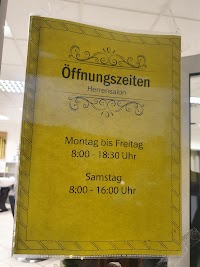 Öffnungszeiten
Herrensalon
Montag bis Freitag
8:00 - 18:30 Uhr
Samstag
8:00 - 16:00 Uhr